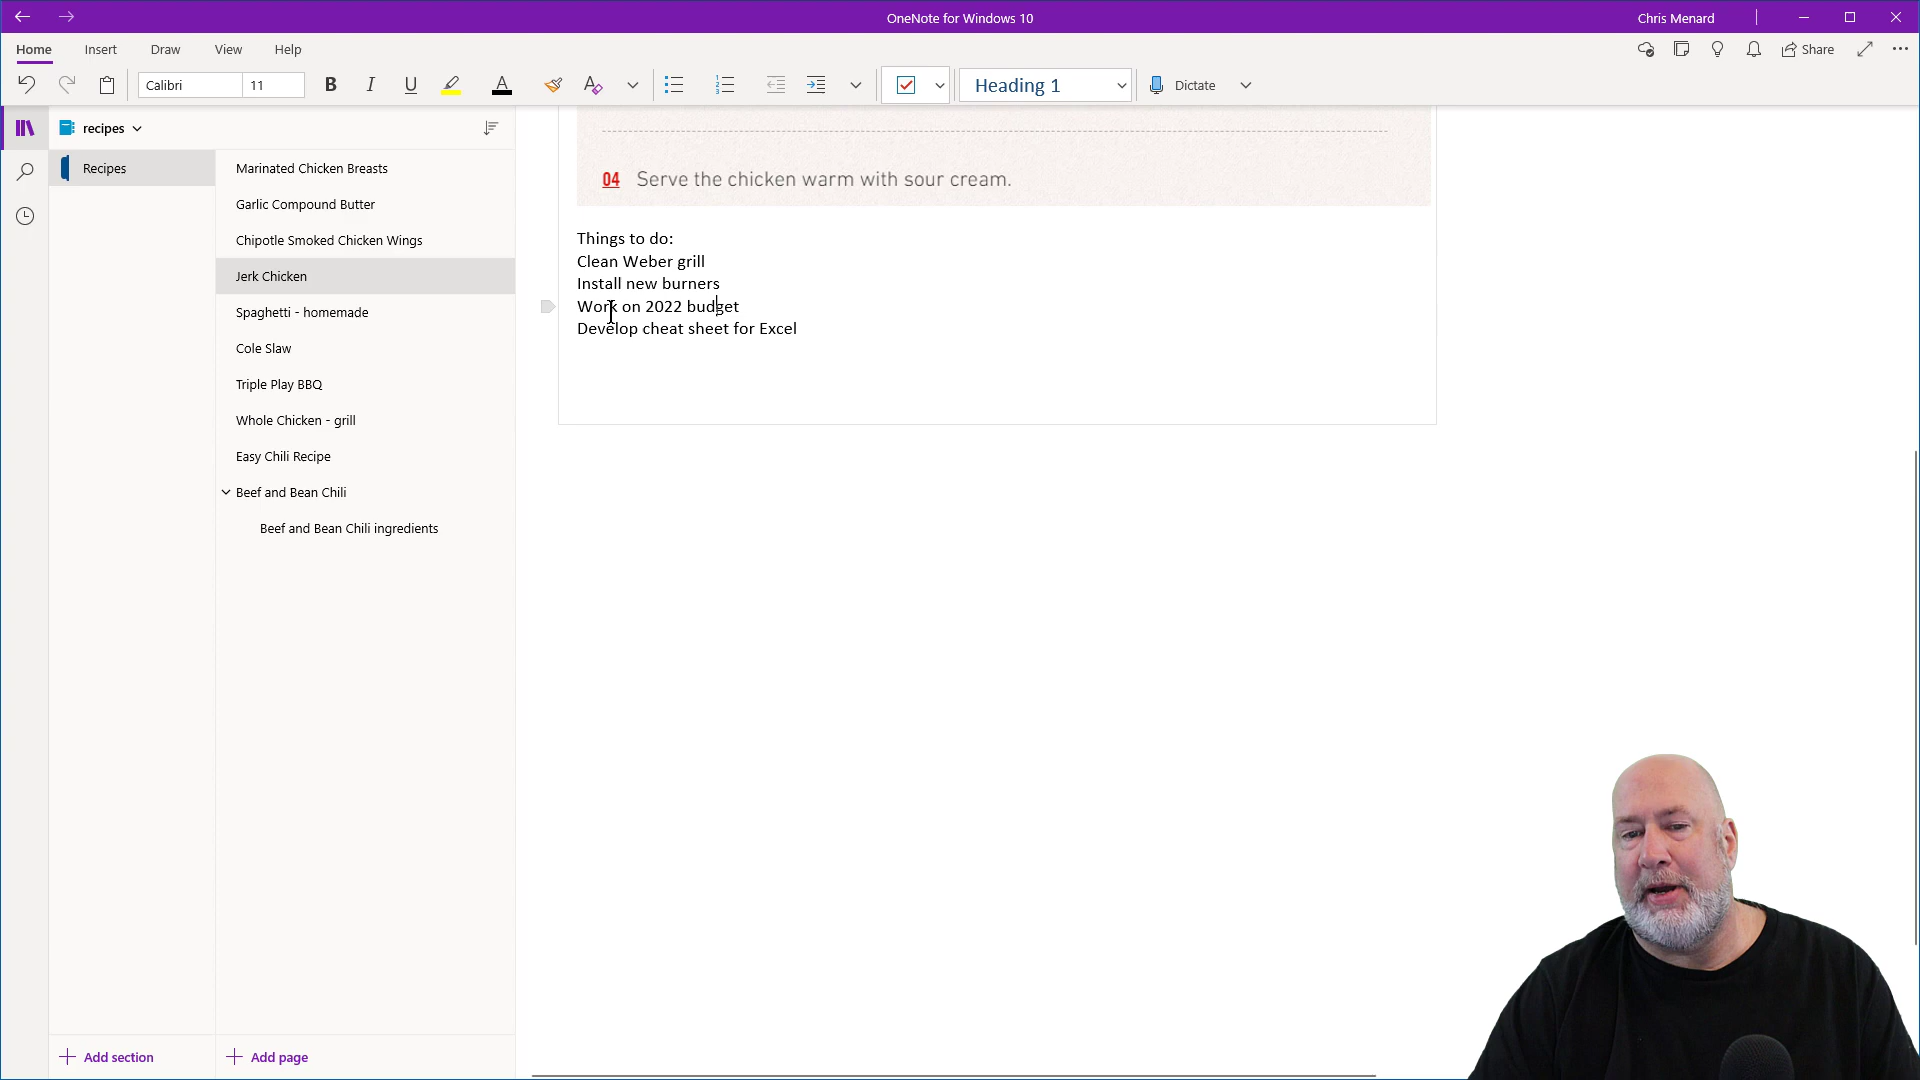 OneNote for Windows 10
Chris Menard
Home
Insert
Draw
View
Help
Share
Calibri
11
B
I
U
A
A
Heading 1
Dictate
recipes
Recipes
Marinated Chicken Breasts
Garlic Compound Butter
Chipotle Smoked Chicken Wings
Jerk Chicken
Spaghetti - homemade
Cole Slaw
Triple Play BBQ
Whole Chicken - grill
Easy Chili Recipe
Beef and Bean Chili
Beef and Bean Chili ingredients
04 Serve the chicken warm with sour cream.
Things to do:
Clean Weber grill
Install new burners
Work on 2022 budget
Develop cheat sheet for Excel
Add section
Add page